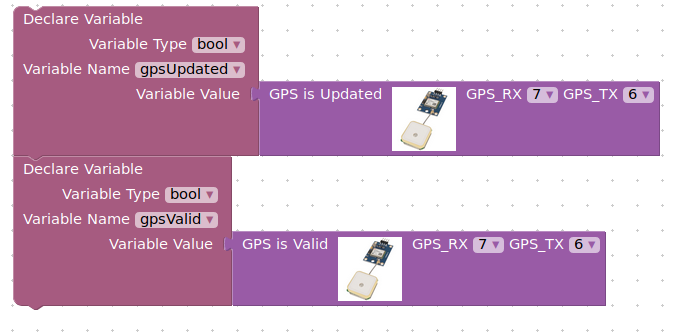 Declare Variable
Variable Type bool
Variable Name gpsUpdated
Variable Value GPS is Updated GPS_RX 7 GPS_TX 6
Declare Variable
Variable Type bool
Variable Name gpsValid
Variable Value GPS is Valid GPS_RX 7 GPS_TX 6